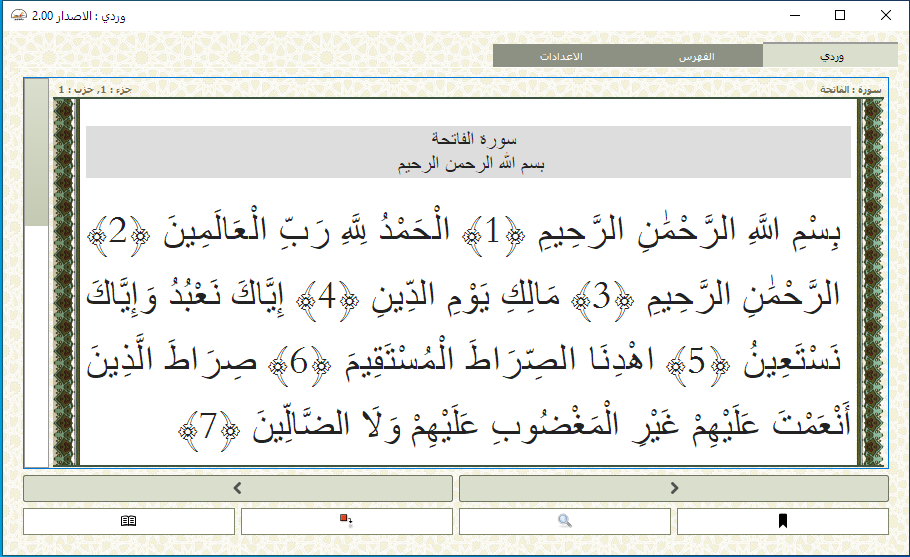 وردي : الاصدار 2.00
وردي
الفهرس
الاعدادات
سورة : الفاتحة
جزء : 1, حزب : 1
سورة الفاتحة
بسم الله الرحمن الرحيم
بِسْمِ اللَّهِ الرَّحْمَٰنِ الرَّحِيمِ ﴿1﴾ الْحَمْدُ لِلَّهِ رَبِّ الْعَالَمِينَ ﴿2﴾
الرَّحْمَٰنِ الرَّحِيمِ ﴿3﴾ مَالِكِ يَوْمِ الدِّينِ ﴿4﴾ إِيَّاكَ نَعْبُدُ وَإِيَّاكَ
نَسْتَعِينُ ﴿5﴾ اهْدِنَا الصِّرَاطَ الْمُسْتَقِيمَ ﴿6﴾ صِرَاطَ الَّذِينَ
أَنْعَمْتَ عَلَيْهِمْ غَيْرِ الْمَغْضُوبِ عَلَيْهِمْ وَلَا الضَّالِّينَ ﴿7﴾